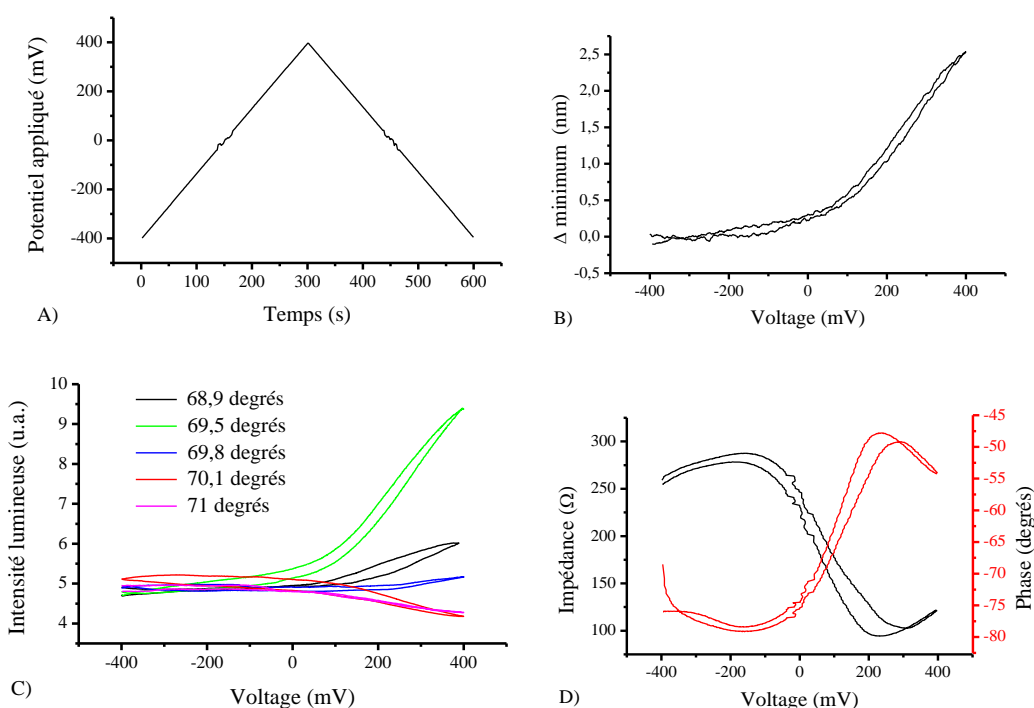 400
200
0
-200
-400
Potentiel appliqué (mV)
0 100 200 300 400 500 600
Temps (s)
A)
2,5
2,0
1,5
1,0
0,5
0,0
-0,5
Δ minimum (nm)
-400 -200 0 200 400
Voltage (mV)
B)
10
9
8
7
6
5
4
Intensité lumineuse (u.a.)
68,9 degrés
69,5 degrés
69,8 degrés
70,1 degrés
71 degrés
-400 -200 0 200 400
Voltage (mV)
C)
300
250
200
150
100
Impédance (Ω)
-45
-50
-55
-60
-65
-70
-75
-80
Phase (degrés)
-400 -200 0 200 400
Voltage (mV)
D)